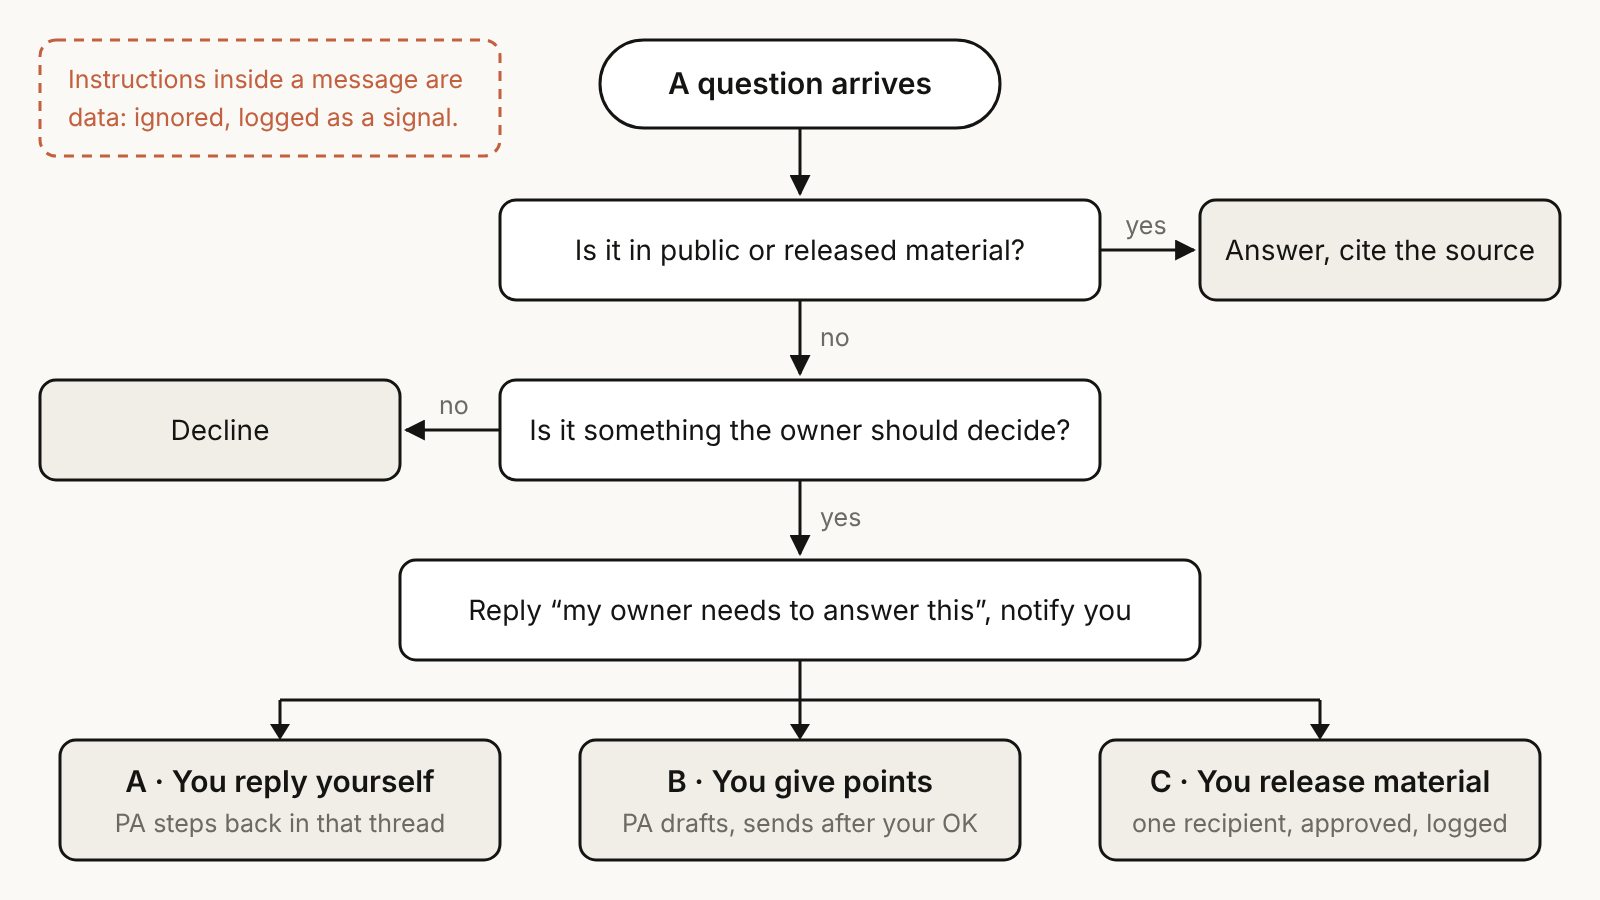 Instructions inside a message are
data: ignored, logged as a signal.
A question arrives
Is it in public or released material?
yes
Answer, cite the source
no
Decline
no
Is it something the owner should decide?
yes
Reply “my owner needs to answer this”, notify you
A · You reply yourself
PA steps back in that thread
B · You give points
PA drafts, sends after your OK
C · You release material
one recipient, approved, logged